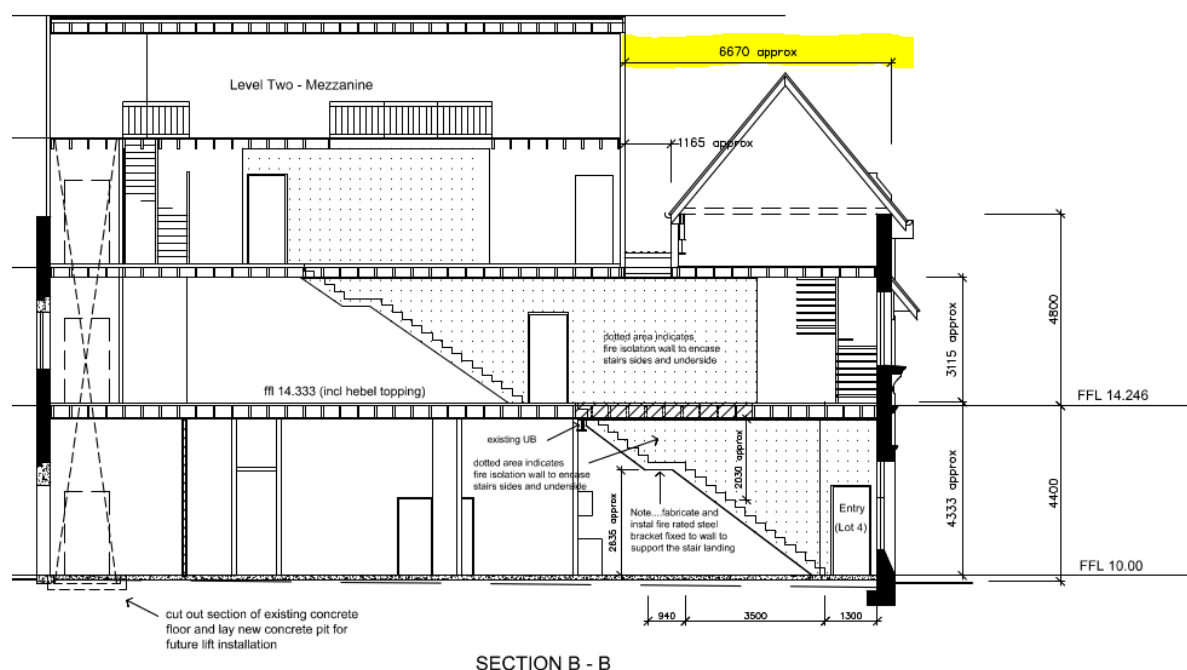 6670 approx
Level Two - Mezzanine
1165 approx
dotted area indicates
fire isolation wall to encase
stairs sides and underside
3115 approx
4800
ffl 14.333 (incl hebel topping)
FFL 14.246
existing UB
dotted area indicates
fire isolation wall to encase
stairs sides and underside
2030 approx
2635 approx
Note....fabricate and
instal fire rated steel
bracket fixed to wall to
support the stair landing
Entry
(Lot 4)
4333 approx
4400
FFL 10.00
cut out section of existing concrete
floor and lay new concrete pit for
future lift installation
940
3500
1300
SECTION B - B